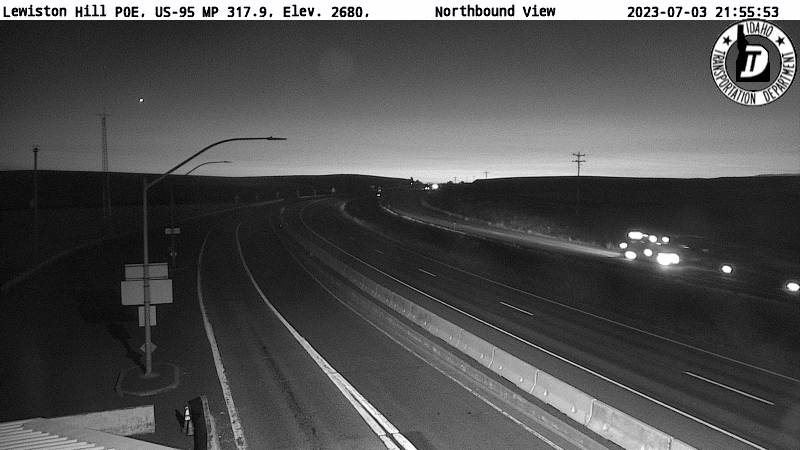 Lewiston Hill POE, US-95 MP 317.9, Elev. 2680, Northbound View 2023-07-03 21:55:53
IDAHO
TRANSPORTATION DEPARTMENT